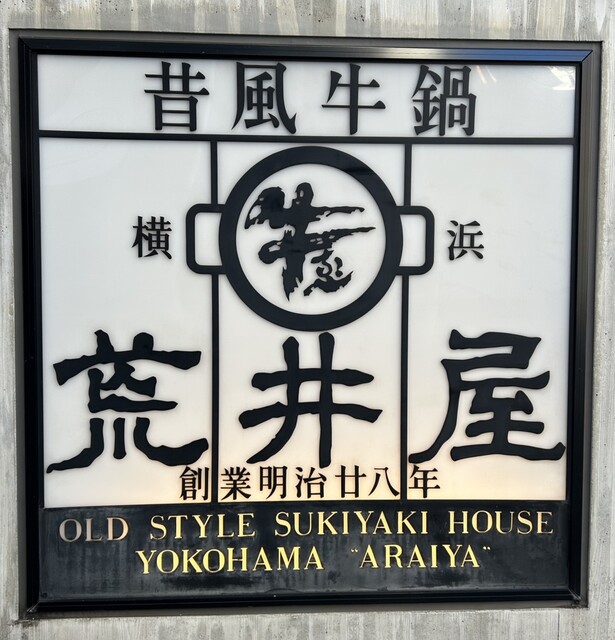 昔風牛鍋
横浜
荒井屋
創業明治廿八年
OLD STYLE SUKIYAKI HOUSE
YOKOHAMA "ARAIYA"